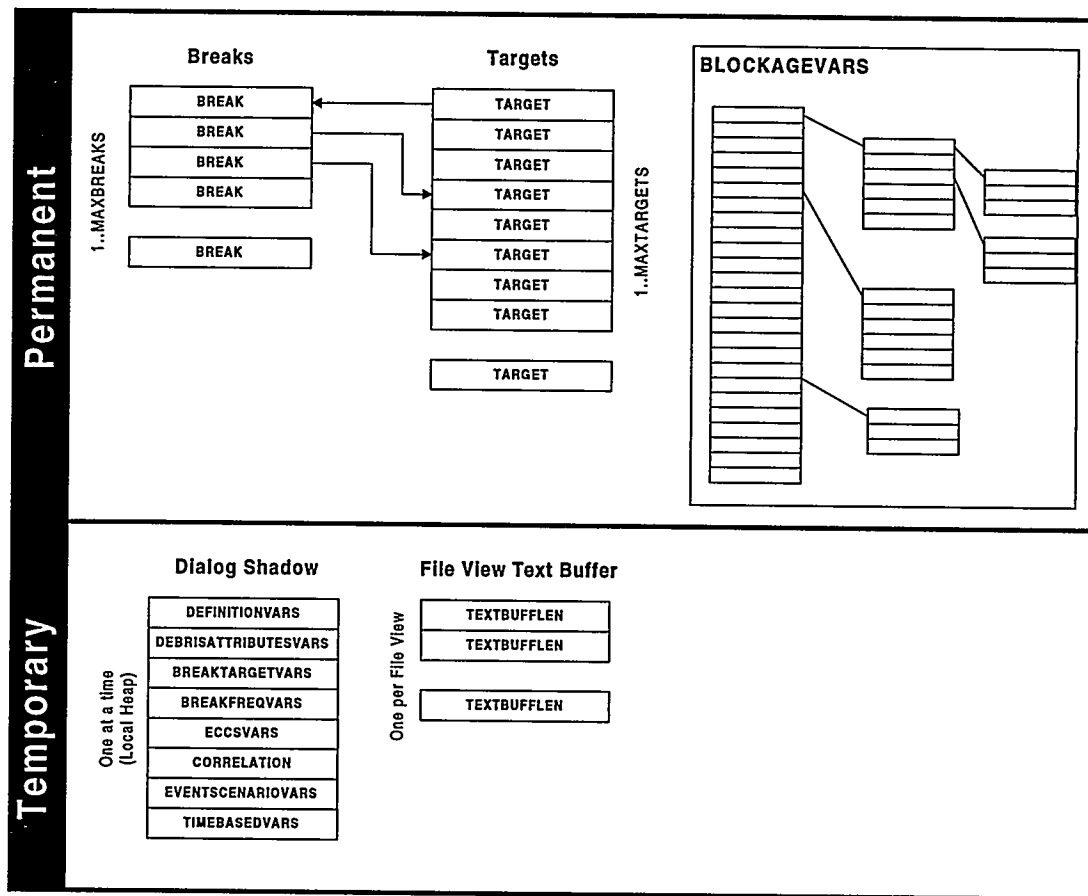 Permanent
Breaks
1..MAXBREAKS
BREAK
BREAK
BREAK
BREAK
BREAK
Targets
TARGET
TARGET
TARGET
TARGET
TARGET
TARGET
TARGET
TARGET
TARGET
1..MAXTARGETS
BLOCKAGEVARS
Temporary
Dialog Shadow
One at a time
(Local Heap)
DEFINITIONVARS
DEBRISATTRIBUTESVARS
BREAKTARGETVARS
BREAKFREQVARS
ECCSVARS
CORRELATION
EVENTSCENARIOVARS
TIMEBASEDVARS
File View Text Buffer
One per File View
TEXTBUFFLEN
TEXTBUFFLEN
TEXTBUFFLEN